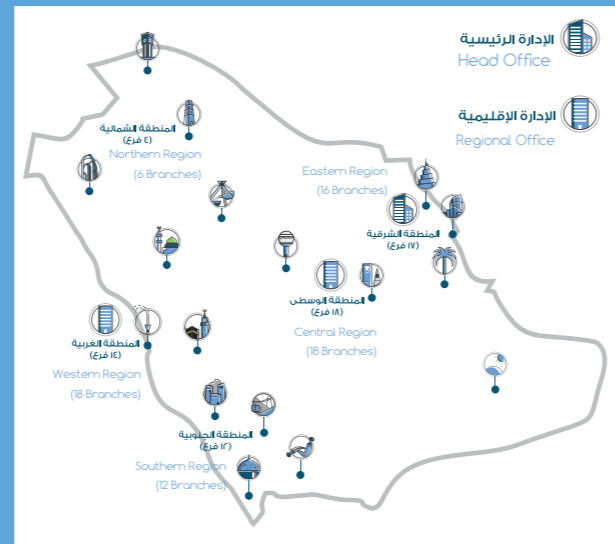 الإدارة الرئيسية
Head Office
الإدارة الإقليمية
Regional Office
المنطقة الشمالية
(٤ فرع)
Northern Region
(6 Branches)
Eastern Region
(16 Branches)
المنطقة الشرقية
(١٧ فرع)
المنطقة الوسطى
(١٨ فرع)
Central Region
(18 Branches)
المنطقة الغربية
(١٤ فرع)
Western Region
(18 Branches)
المنطقة الجنوبية
(١٢ فرع)
Southern Region
(12 Branches)